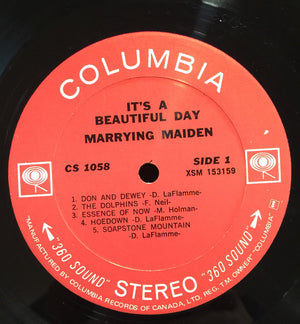 COLUMBIA
IT'S A
BEAUTIFUL DAY
MARRYING MAIDEN
CS 1058
SIDE 1
XSM 153159
1. DON AND DEWEY -D. LaFlamme-
2. THE DOLPHINS -F. Neil-
3. ESSENCE OF NOW -M. Holman-
4. HOEDOWN -D. LaFlamme-
5. SOAPSTONE MOUNTAIN
-D. LaFlamme-
"360 SOUND" STEREO "360 SOUND"
"MANUFACTURED BY COLUMBIA RECORDS OF CANADA LTD. REG. T.M. OWNER" "COLUMBIA"